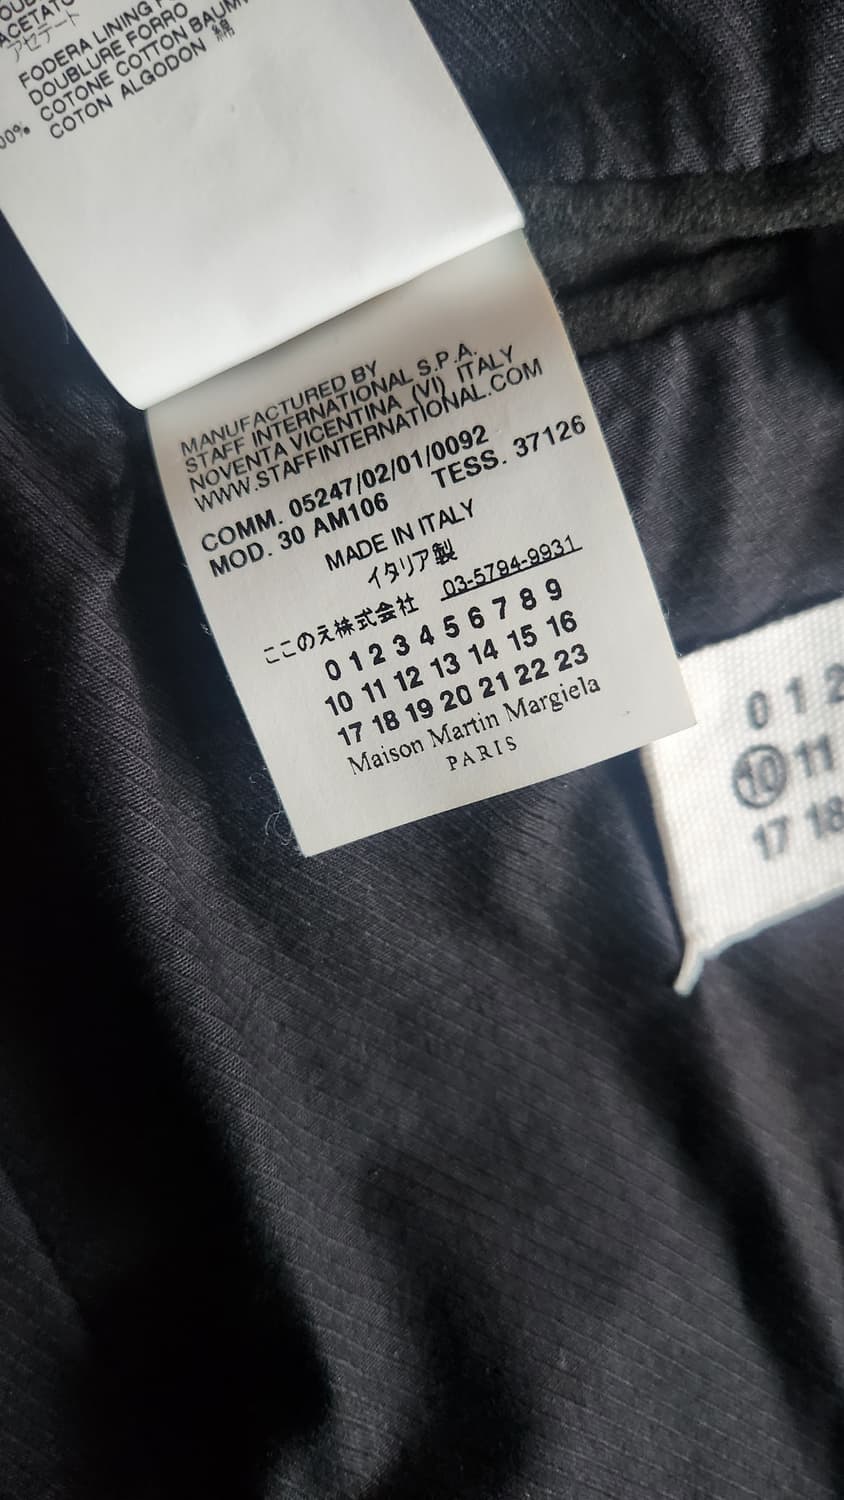 ACETATO
アセテート
FODERA LINING
DOUBLURE FORRO
COTONE COTTON BAUM
COTON ALGODON 綿
MANUFACTURED BY
STAFF INTERNATIONAL S.P.A.
NOVENTA VICENTINA (VI) ITALY
WWW.STAFFINTERNATIONAL.COM
COMM. 05247/02/01/0092
MOD. 30 AM106 TESS. 37126
MADE IN ITALY
イタリア製
ここのえ株式会社 03-5794-9931
0 1 2 3 4 5 6 7 8 9
10 11 12 13 14 15 16
17 18 19 20 21 22 23
Maison Martin Margiela
PARIS
0 1 2
10 11
17 18